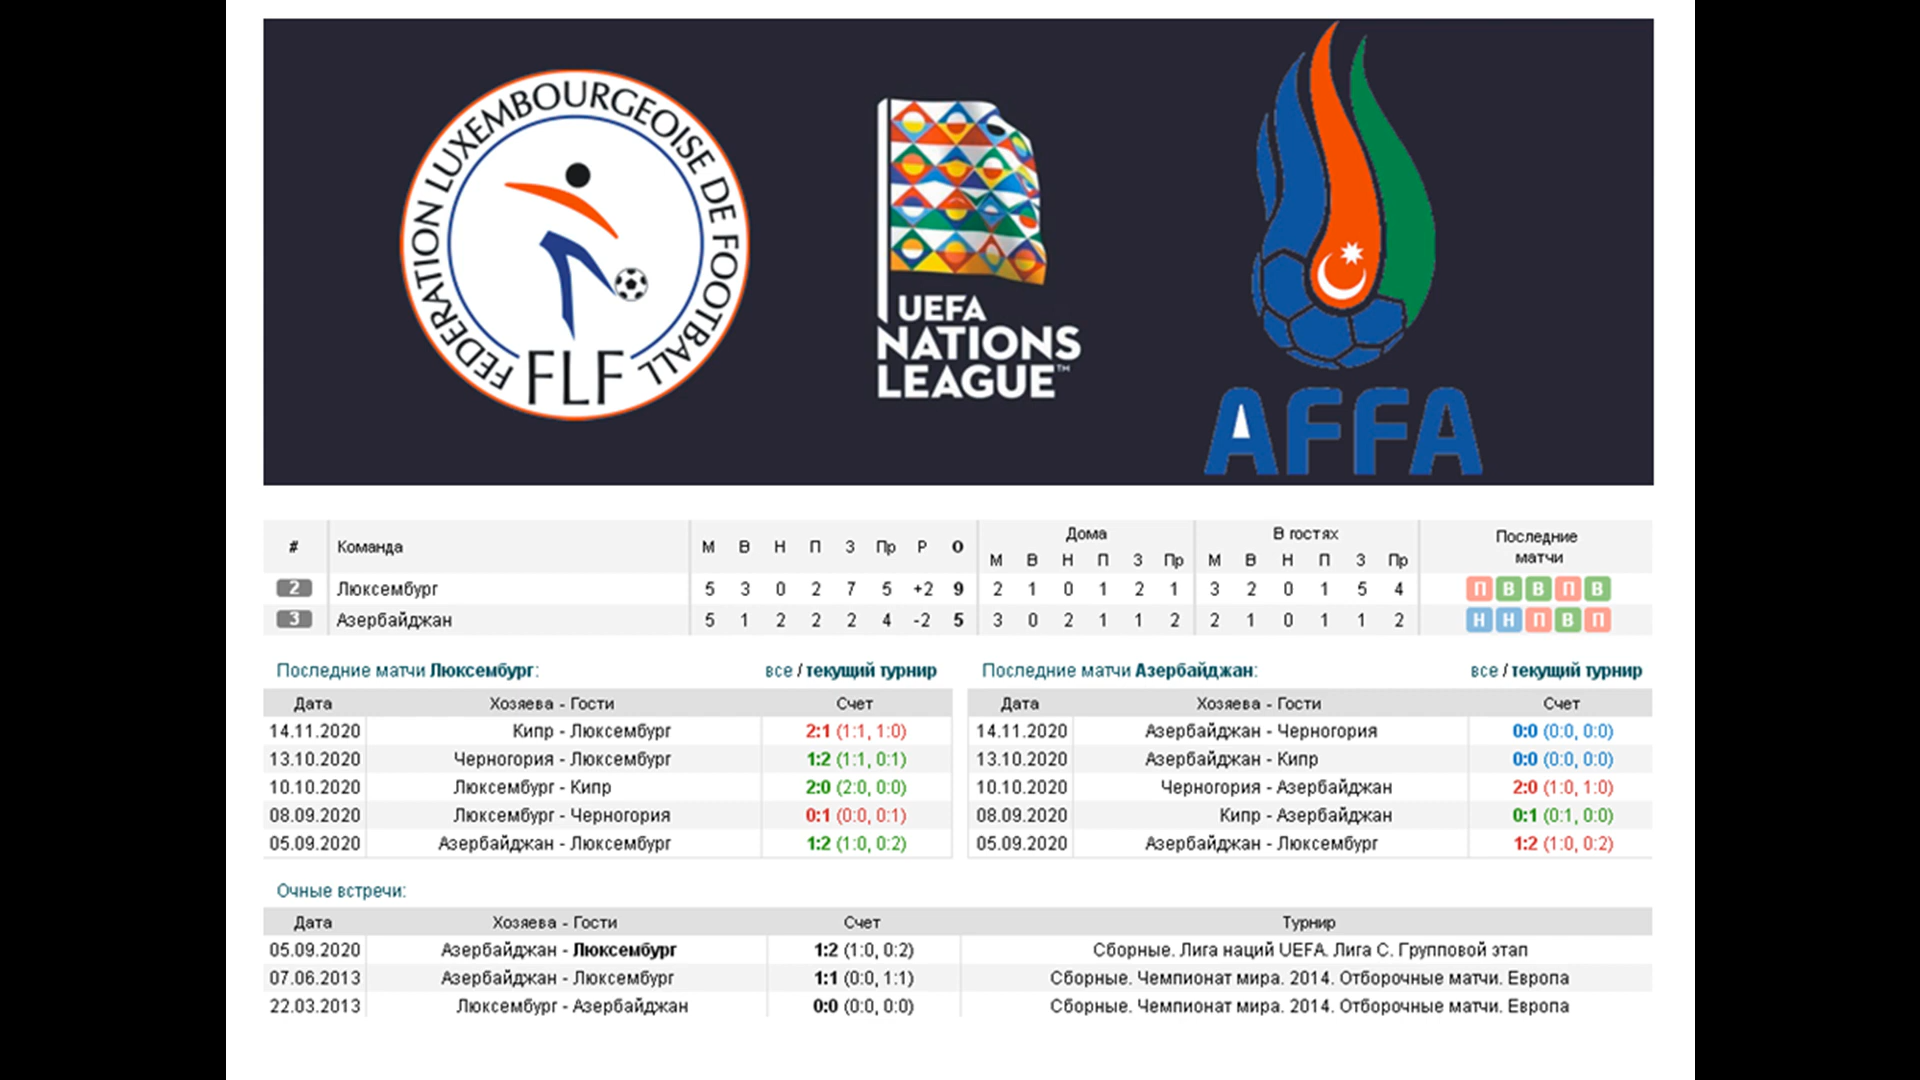 FEDERATION LUXEMBOURGEOISE DE FOOTBALL
FLF
UEFA
NATIONS
LEAGUE™
AFFA
# Команда М В Н П З Пр Р О Дома М В Н П З Пр В гостях М В Н П З Пр Последние матчи
2 Люксембург 5 3 0 2 7 5 +2 9 2 1 0 1 2 1 3 2 0 1 5 4 П В В П В
3 Азербайджан 5 1 2 2 2 4 -2 5 3 0 2 1 1 2 2 1 0 1 1 2 Н Н П В П
Последние матчи Люксембург: все / текущий турнир
Дата Хозяева - Гости Счет
14.11.2020 Кипр - Люксембург 2:1 (1:1, 1:0)
13.10.2020 Черногория - Люксембург 1:2 (1:1, 0:1)
10.10.2020 Люксембург - Кипр 2:0 (2:0, 0:0)
08.09.2020 Люксембург - Черногория 0:1 (0:0, 0:1)
05.09.2020 Азербайджан - Люксембург 1:2 (1:0, 0:2)
Последние матчи Азербайджан: все / текущий турнир
Дата Хозяева - Гости Счет
14.11.2020 Азербайджан - Черногория 0:0 (0:0, 0:0)
13.10.2020 Азербайджан - Кипр 0:0 (0:0, 0:0)
10.10.2020 Черногория - Азербайджан 2:0 (1:0, 1:0)
08.09.2020 Кипр - Азербайджан 0:1 (0:1, 0:0)
05.09.2020 Азербайджан - Люксембург 1:2 (1:0, 0:2)
Очные встречи:
Дата Хозяева - Гости Счет Турнир
05.09.2020 Азербайджан - Люксембург 1:2 (1:0, 0:2) Сборные. Лига наций UEFA. Лига С. Групповой этап
07.06.2013 Азербайджан - Люксембург 1:1 (0:0, 1:1) Сборные. Чемпионат мира. 2014. Отборочные матчи. Европа
22.03.2013 Люксембург - Азербайджан 0:0 (0:0, 0:0) Сборные. Чемпионат мира. 2014. Отборочные матчи. Европа